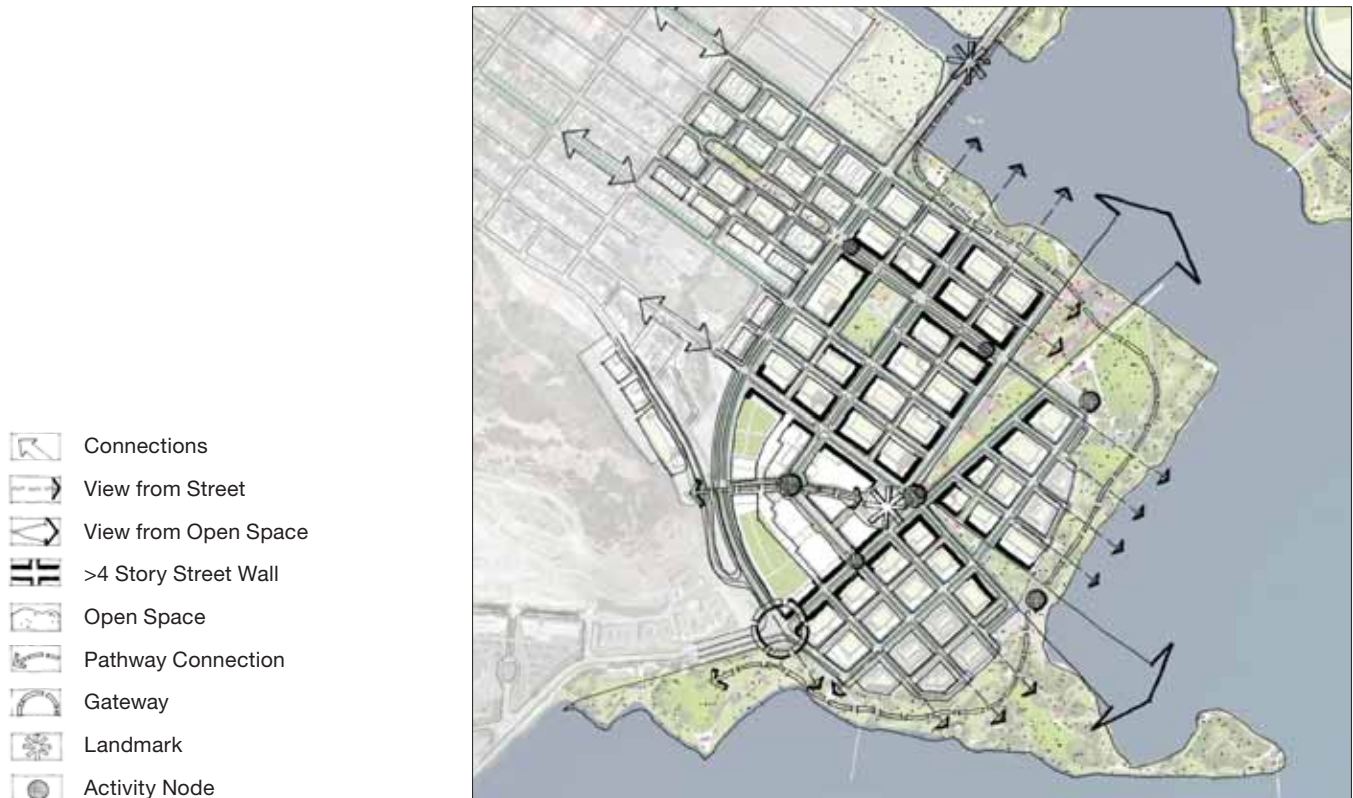 Connections
View from Street
View from Open Space
>4 Story Street Wall
Open Space
Pathway Connection
Gateway
Landmark
Activity Node